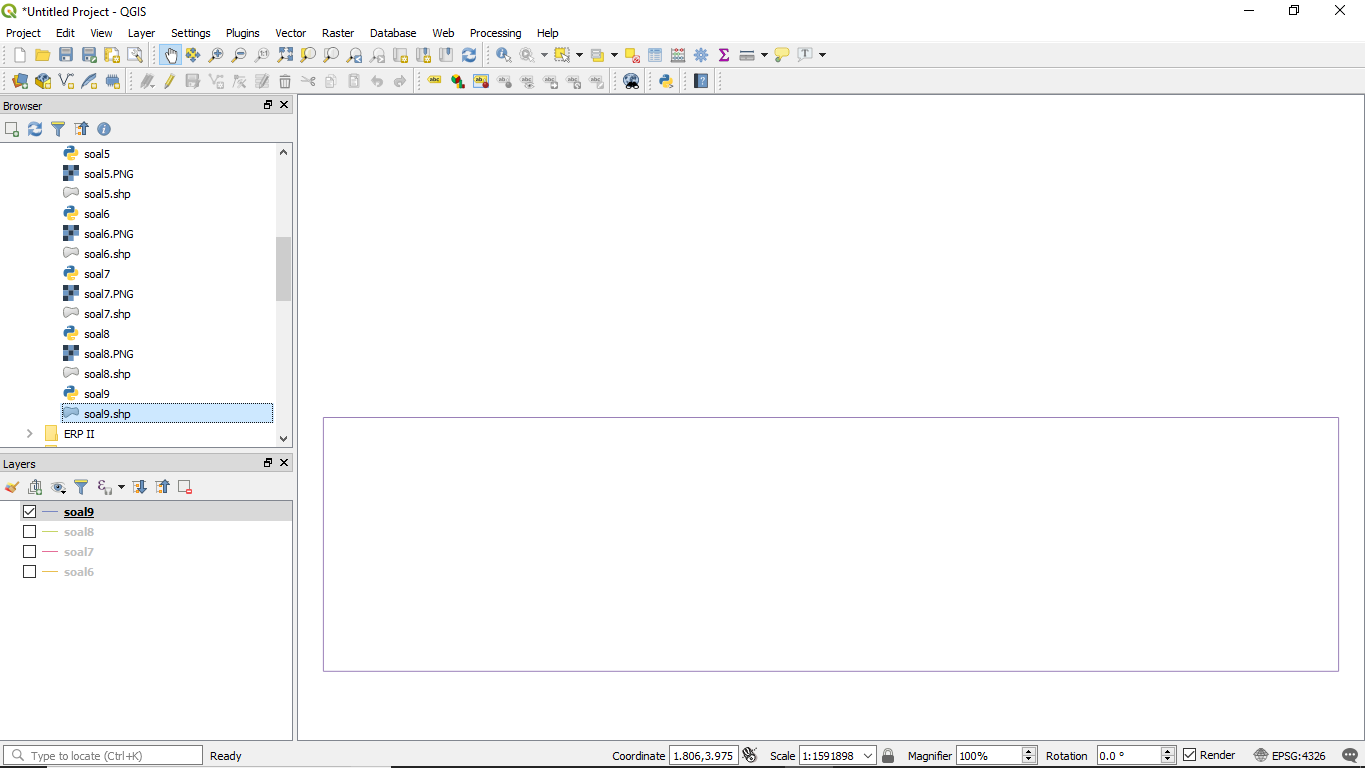 *Untitled Project - QGIS
Project Edit View Layer Settings Plugins Vector Raster Database Web Processing Help
Browser
soal5
soal5.PNG
soal5.shp
soal6
soal6.PNG
soal6.shp
soal7
soal7.PNG
soal7.shp
soal8
soal8.PNG
soal8.shp
soal9
soal9.shp
ERP II
Layers
soal9
soal8
soal7
soal6
Type to locate (Ctrl+K) Ready Coordinate 1.806,3.975 Scale 1:1591898 Magnifier 100% Rotation 0.0 ° Render EPSG:4326